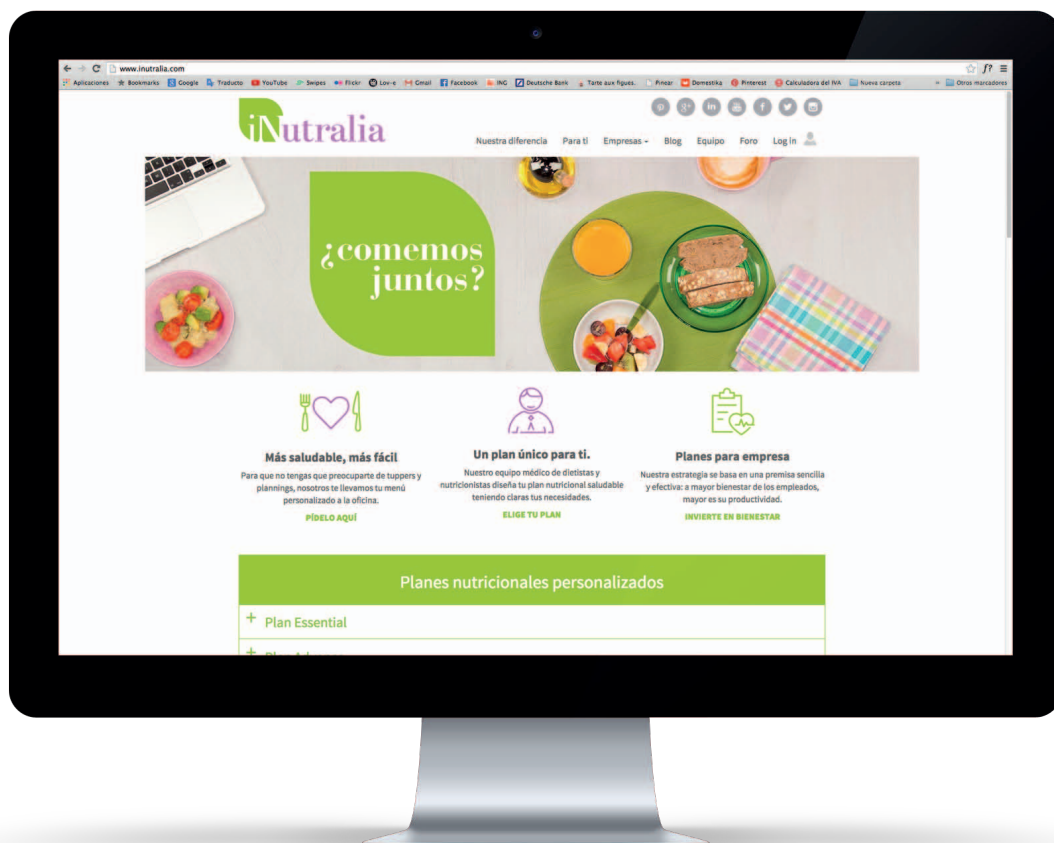 www.inutralia.com
Aplicaciones Bookmarks Google Traducto YouTube Swipes Flickr Lov-e Gmail Facebook ING Deutsche Bank Tarte aux figues. Pinear Domestika Pinterest Calculadora del IVA Nueva carpeta » Otros marcadores
iNutralia
Nuestra diferencia Para ti Empresas Blog Equipo Foro Log in
¿comemos
juntos?
Más saludable, más fácil
Para que no tengas que preocuparte de tuppers y
plannings, nosotros te llevamos tu menú
personalizado a la oficina.
PÍDELO AQUÍ
Un plan único para ti.
Nuestro equipo médico de dietistas y
nutricionistas diseña tu plan nutricional saludable
teniendo claras tus necesidades.
ELIGE TU PLAN
Planes para empresa
Nuestra estrategia se basa en una premisa sencilla
y efectiva: a mayor bienestar de los empleados,
mayor es su productividad.
INVIERTE EN BIENESTAR
Planes nutricionales personalizados
+ Plan Essential